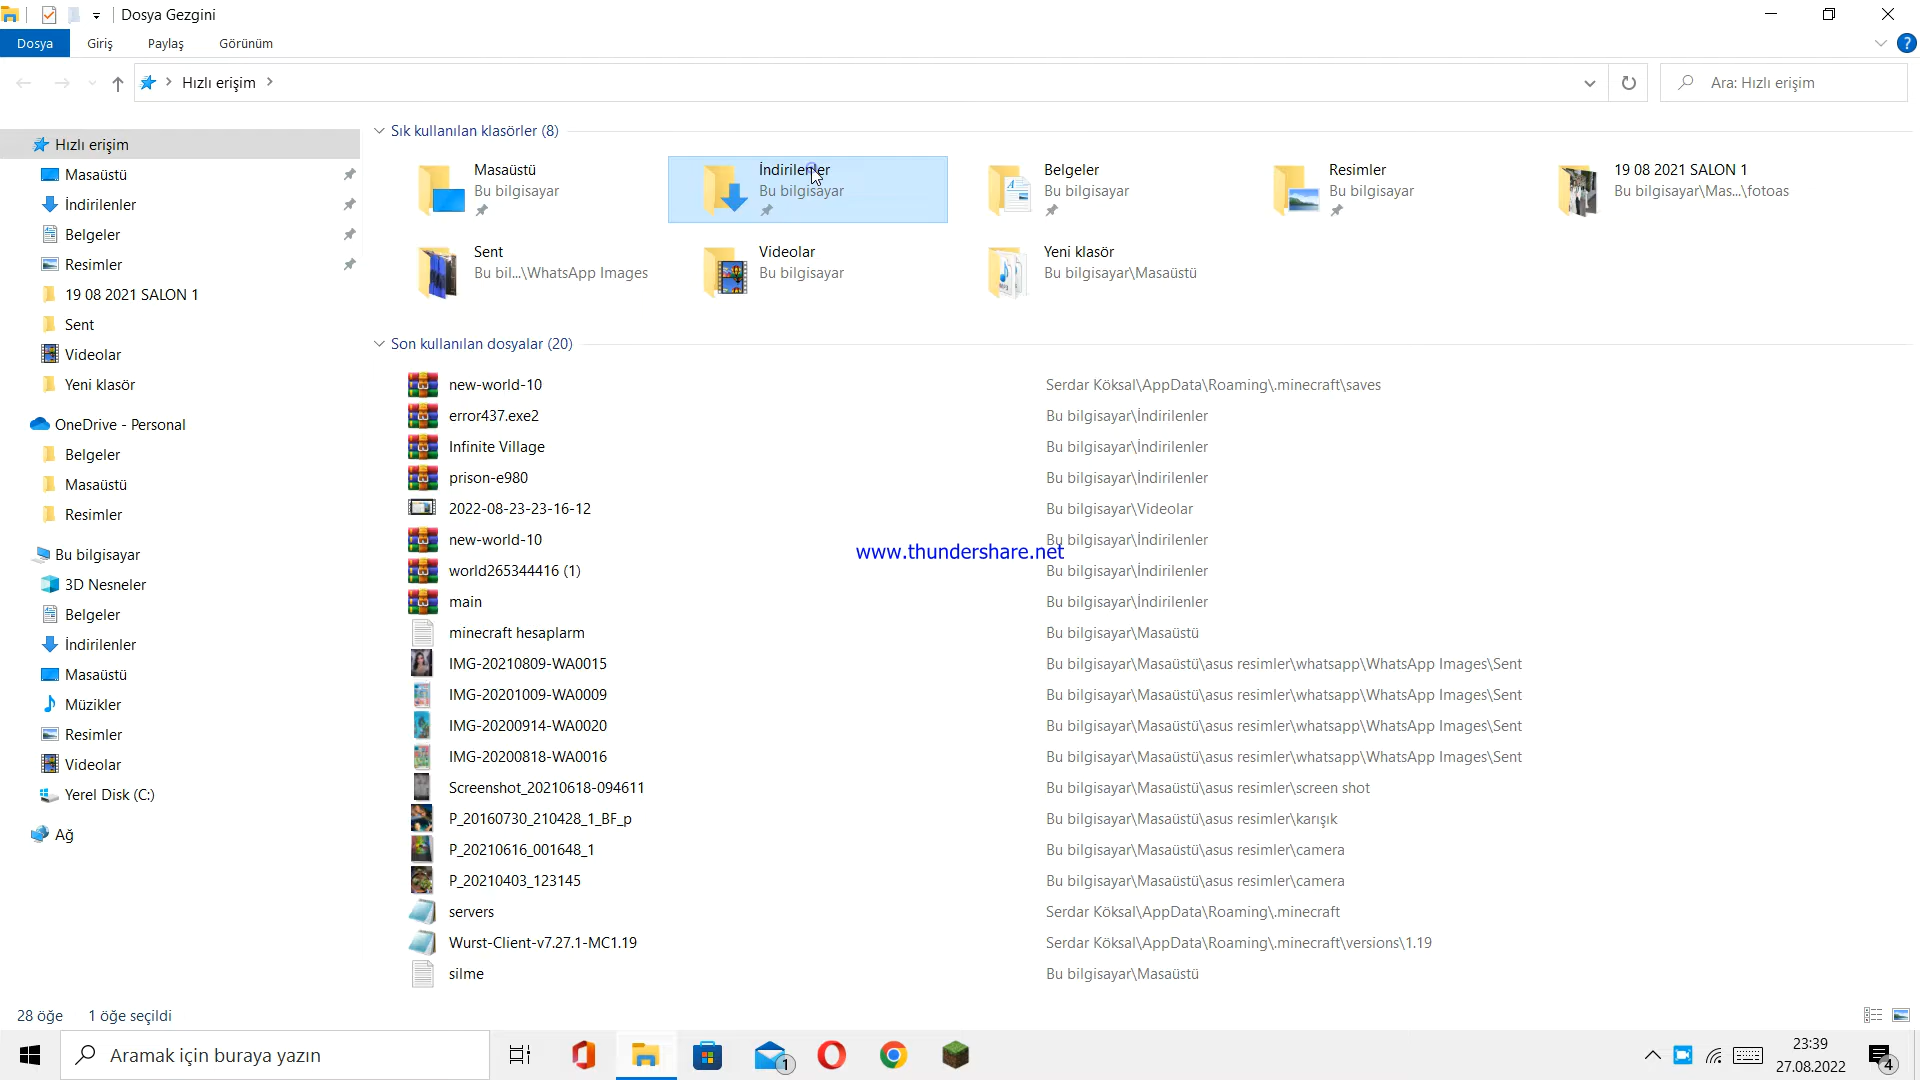 Dosya Gezgini
Dosya Giriş Paylaş Görünüm
?
Hızlı erişim
Ara: Hızlı erişim
Hızlı erişim
Masaüstü
İndirilenler
Belgeler
Resimler
19 08 2021 SALON 1
Sent
Videolar
Yeni klasör
OneDrive - Personal
Belgeler
Masaüstü
Resimler
Bu bilgisayar
3D Nesneler
Belgeler
İndirilenler
Masaüstü
Müzikler
Resimler
Videolar
Yerel Disk (C:)
Ağ
Sık kullanılan klasörler (8)
Masaüstü
Bu bilgisayar
İndirilenler
Bu bilgisayar
Belgeler
Bu bilgisayar
Resimler
Bu bilgisayar
19 08 2021 SALON 1
Bu bilgisayar\Mas...\fotoas
Sent
Bu bil...\WhatsApp Images
Videolar
Bu bilgisayar
Yeni klasör
Bu bilgisayar\Masaüstü
Son kullanılan dosyalar (20)
new-world-10 Serdar Köksal\AppData\Roaming\.minecraft\saves
error437.exe2 Bu bilgisayar\İndirilenler
Infinite Village Bu bilgisayar\İndirilenler
prison-e980 Bu bilgisayar\İndirilenler
2022-08-23-23-16-12 Bu bilgisayar\Videolar
new-world-10 Bu bilgisayar\İndirilenler
www.thundershare.net
world265344416 (1) Bu bilgisayar\İndirilenler
main Bu bilgisayar\İndirilenler
minecraft hesaplarm Bu bilgisayar\Masaüstü
IMG-20210809-WA0015 Bu bilgisayar\Masaüstü\asus resimler\whatsapp\WhatsApp Images\Sent
IMG-20201009-WA0009 Bu bilgisayar\Masaüstü\asus resimler\whatsapp\WhatsApp Images\Sent
IMG-20200914-WA0020 Bu bilgisayar\Masaüstü\asus resimler\whatsapp\WhatsApp Images\Sent
IMG-20200818-WA0016 Bu bilgisayar\Masaüstü\asus resimler\whatsapp\WhatsApp Images\Sent
Screenshot_20210618-094611 Bu bilgisayar\Masaüstü\asus resimler\screen shot
P_20160730_210428_1_BF_p Bu bilgisayar\Masaüstü\asus resimler\karışık
P_20210616_001648_1 Bu bilgisayar\Masaüstü\asus resimler\camera
P_20210403_123145 Bu bilgisayar\Masaüstü\asus resimler\camera
servers Serdar Köksal\AppData\Roaming\.minecraft
Wurst-Client-v7.27.1-MC1.19 Serdar Köksal\AppData\Roaming\.minecraft\versions\1.19
silme Bu bilgisayar\Masaüstü
28 öğe 1 öğe seçildi
Aramak için buraya yazın
1
23:39
27.08.2022
4